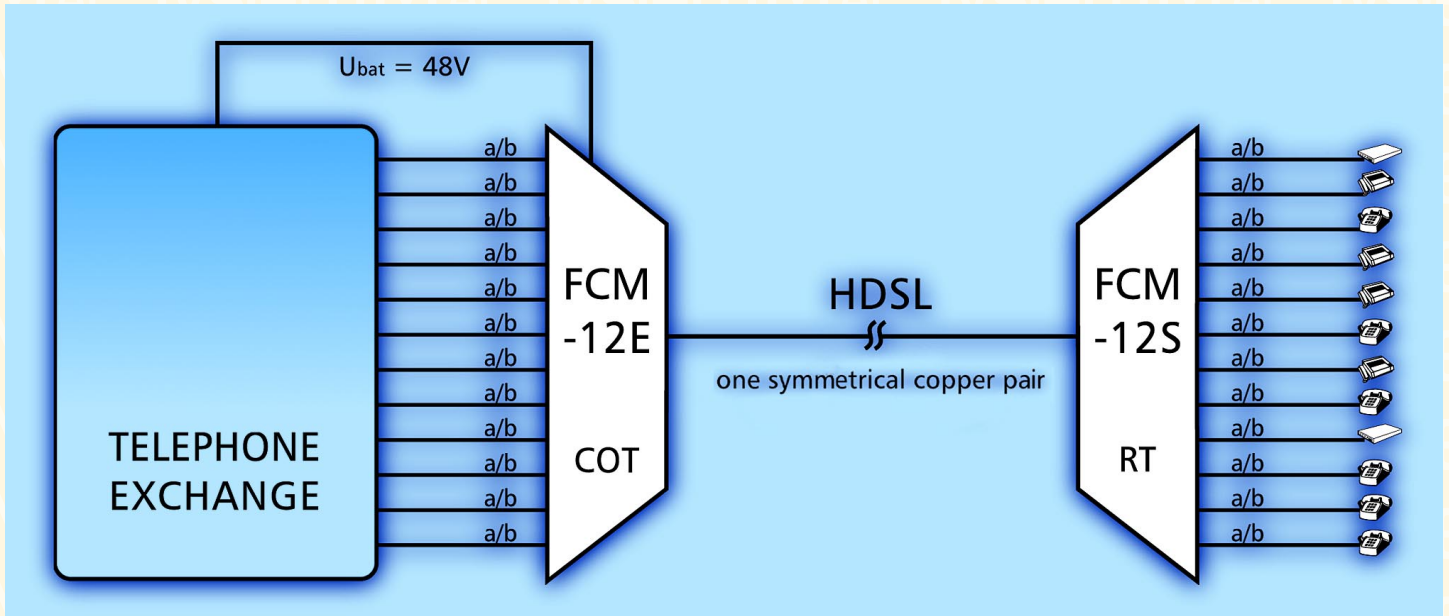 Ubat = 48V
a/b
a/b
a/b
a/b
a/b
a/b
a/b
a/b
a/b
a/b
a/b
a/b
TELEPHONE
EXCHANGE
FCM
-12E
COT
HDSL
one symmetrical copper pair
FCM
-12S
RT
a/b
a/b
a/b
a/b
a/b
a/b
a/b
a/b
a/b
a/b
a/b
a/b